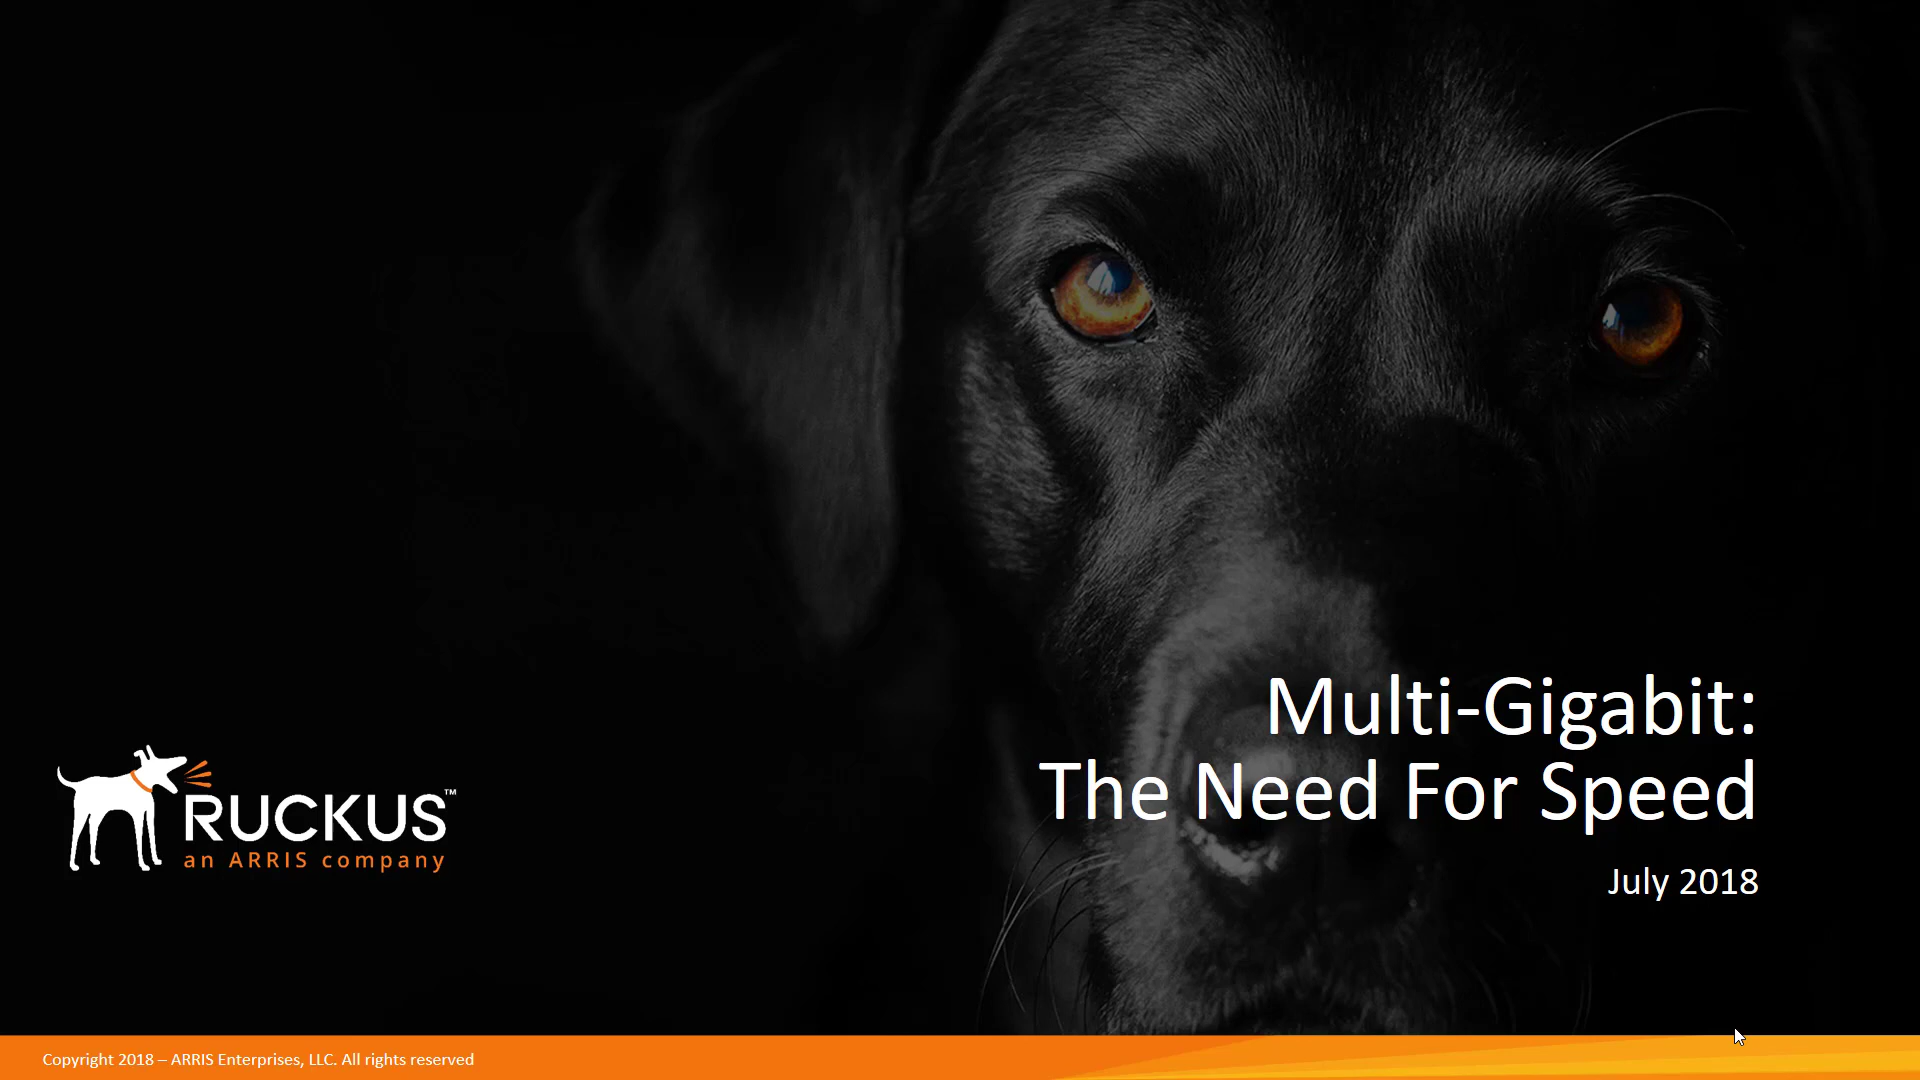 Multi-Gigabit:
The Need For Speed
July 2018
RUCKUS™
an ARRIS company
Copyright 2018 – ARRIS Enterprises, LLC. All rights reserved